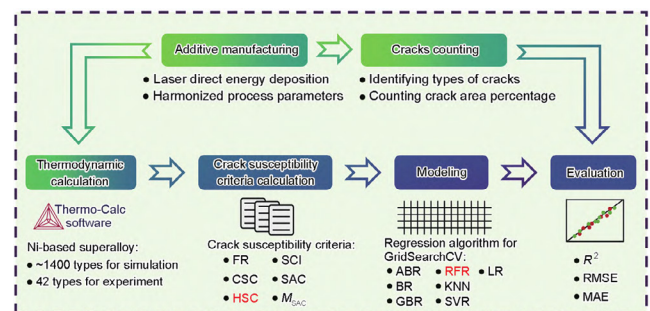 Additive manufacturing
Cracks counting
● Laser direct energy deposition
● Harmonized process parameters
● Identifying types of cracks
● Counting crack area percentage
Thermodynamic
calculation
Crack susceptibility
criteria calculation
Modeling
Evaluation
Thermo-Calc
software
Ni-based superalloy:
● ~1400 types for simulation
● 42 types for experiment
Crack susceptibility criteria:
● FR ● SCI
● CSC ● SAC
● HSC ● MSAC
Regression algorithm for
GridSearchCV:
● ABR ● RFR ● LR
● BR ● KNN
● GBR ● SVR
● R²
● RMSE
● MAE